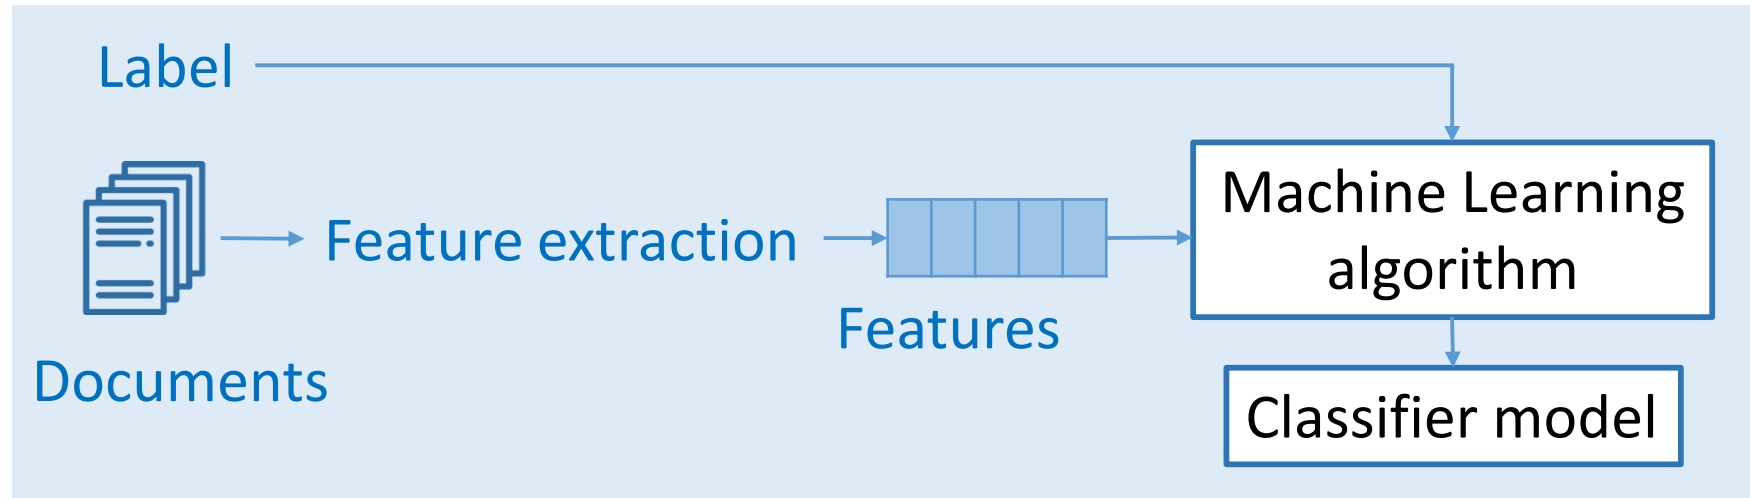 Label
Feature extraction
Features
Documents
Machine Learning
algorithm
Classifier model